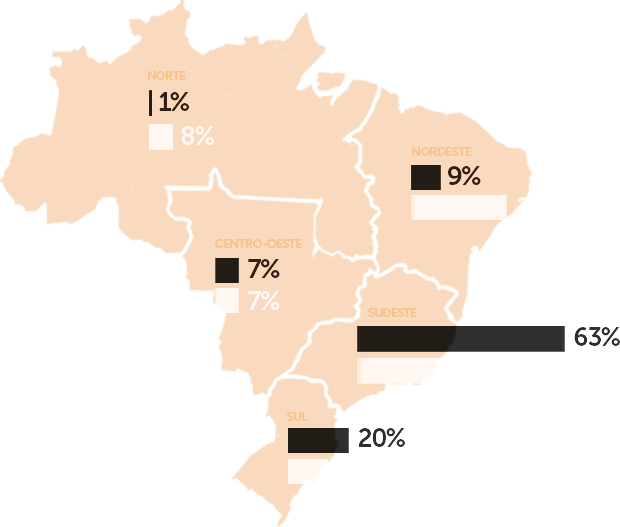 NORTE
1%
8%
NORDESTE
9%
CENTRO-OESTE
7%
7%
SUDESTE
63%
SUL
20%